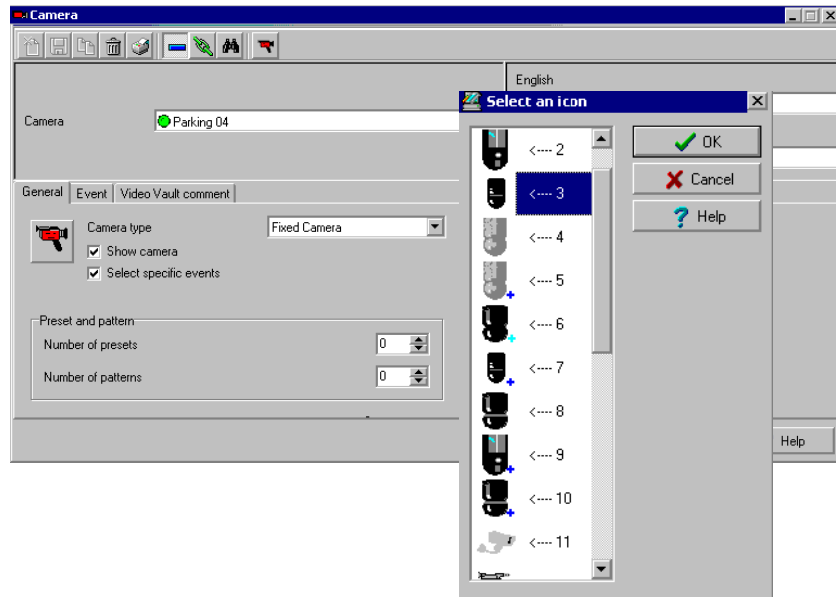 Camera
English
Camera
Parking 04
General
Event
Video Vault comment
Camera type
Fixed Camera
Show camera
Select specific events
Preset and pattern
Number of presets
0
Number of patterns
0
Help
Select an icon
<---- 2
<---- 3
<---- 4
<---- 5
<---- 6
<---- 7
<---- 8
<---- 9
<---- 10
<---- 11
OK
Cancel
? Help